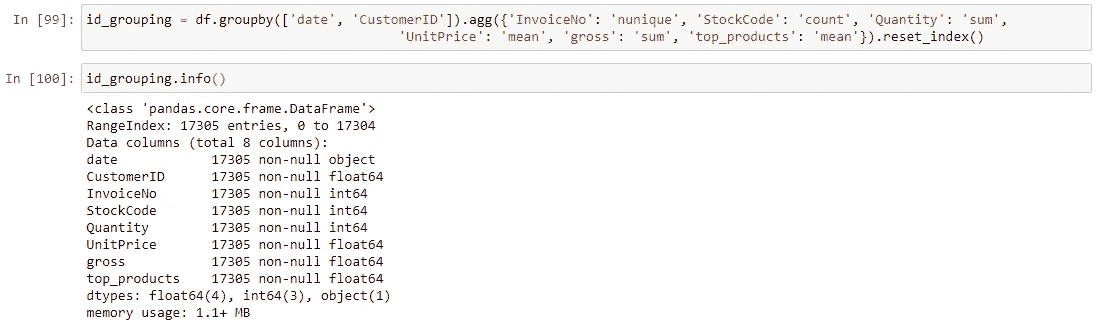 In [99]: id_grouping = df.groupby(['date', 'CustomerID']).agg({'InvoiceNo': 'nunique', 'StockCode': 'count', 'Quantity': 'sum',
'UnitPrice': 'mean', 'gross': 'sum', 'top_products': 'mean'}).reset_index()
In [100]: id_grouping.info()
<class 'pandas.core.frame.DataFrame'>
RangeIndex: 17305 entries, 0 to 17304
Data columns (total 8 columns):
date 17305 non-null object
CustomerID 17305 non-null float64
InvoiceNo 17305 non-null int64
StockCode 17305 non-null int64
Quantity 17305 non-null int64
UnitPrice 17305 non-null float64
gross 17305 non-null float64
top_products 17305 non-null float64
dtypes: float64(4), int64(3), object(1)
memory usage: 1.1+ MB